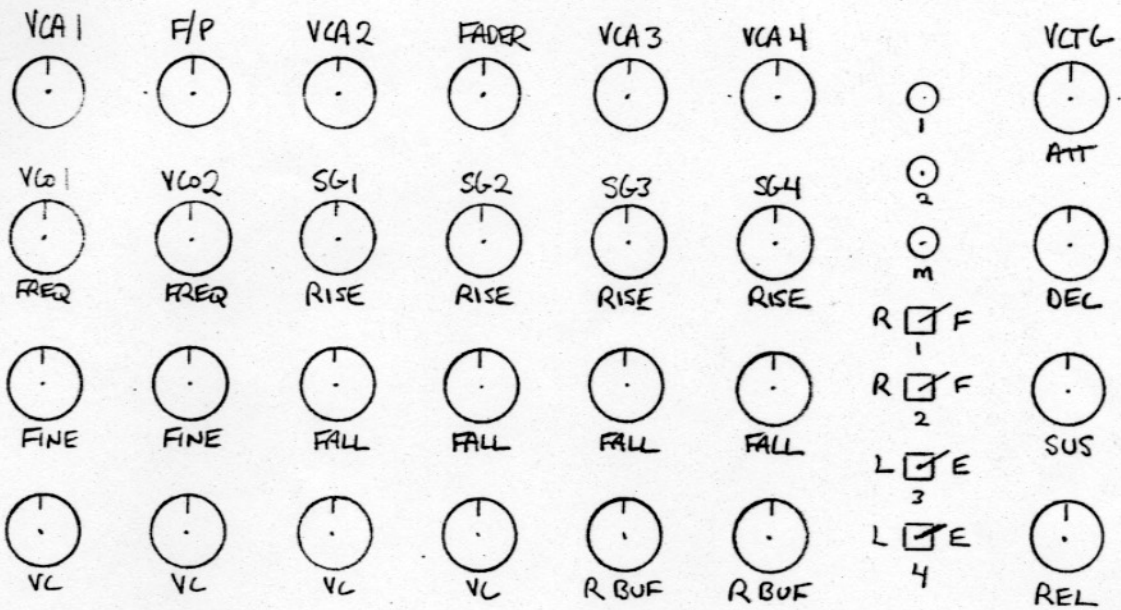 VCA 1 F/P VCA 2 FADER VCA 3 VCA 4 VCTG
1
ATT
VCO 1 VCO2 SG1 SG2 SG3 SG4
2
M
FREQ FREQ RISE RISE RISE RISE DEC
R F
1
R F
2
FINE FINE FALL FALL FALL FALL SUS
L E
3
L E
4
VC VC VC VC R BUF R BUF REL